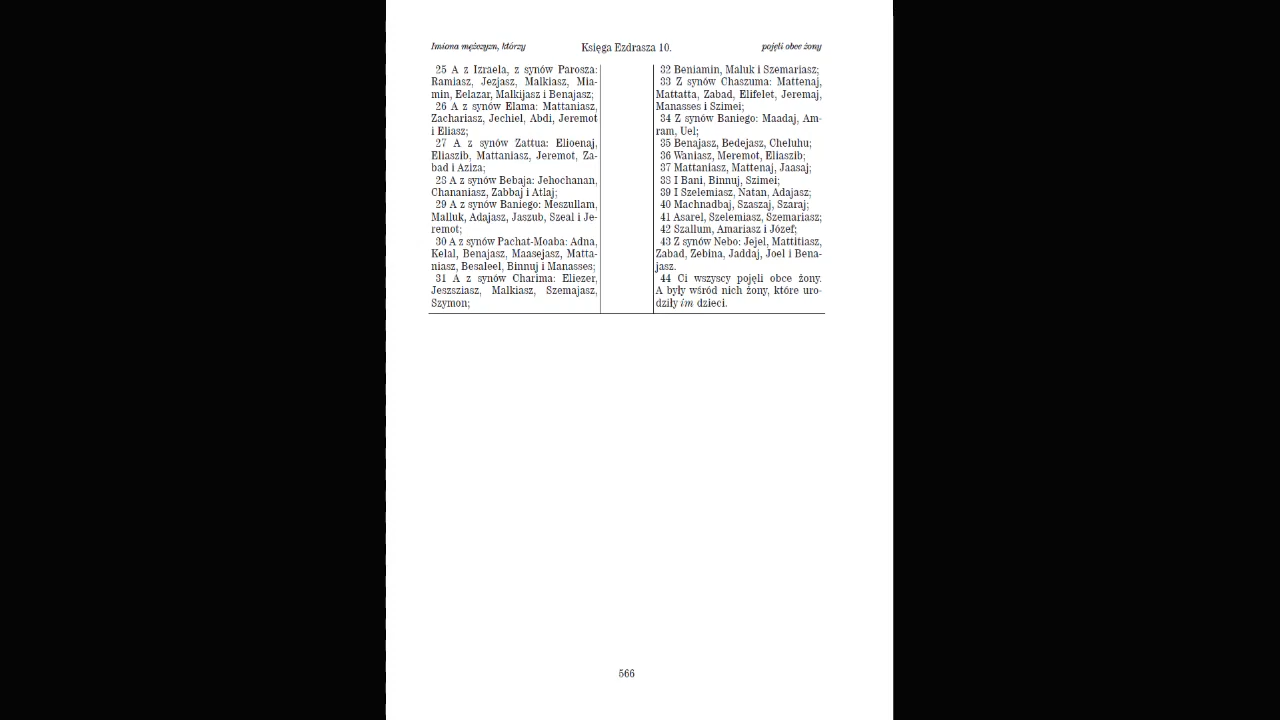 Imiona mężczyzn, którzy
Księga Ezdrasza 10.
pojęli obce żony
25 A z Izraela, z synów Parosza:
Ramiasz, Jezjasz, Malkiasz, Mia-
min, Eelazar, Malkijasz i Benajasz;
26 A z synów Elama: Mattaniasz,
Zachariasz, Jechiel, Abdi, Jeremot
i Eliasz;
27 A z synów Zattua: Elioenaj,
Eliaszib, Mattaniasz, Jeremot, Za-
bad i Aziza;
28 A z synów Bebaja: Jehochanan,
Chananiasz, Zabbaj i Atlaj;
29 A z synów Baniego: Meszullam,
Malluk, Adajasz, Jaszub, Szeal i Je-
remot;
30 A z synów Pachat-Moaba: Adna,
Kelal, Benajasz, Maasejasz, Matta-
niasz, Besaleel, Binnuj i Manasses;
31 A z synów Charima: Eliezer,
Jeszsziasz, Malkiasz, Szemajasz,
Szymon;
32 Beniamin, Maluk i Szemariasz;
33 Z synów Chaszuma: Mattenaj,
Mattatta, Zabad, Elifelet, Jeremaj,
Manasses i Szimei;
34 Z synów Baniego: Maadaj, Am-
ram, Uel;
35 Benajasz, Bedejasz, Cheluhu;
36 Waniasz, Meremot, Eliaszib;
37 Mattaniasz, Mattenaj, Jaasaj;
38 I Bani, Binnuj, Szimei;
39 I Szelemiasz, Natan, Adajasz;
40 Machnadbaj, Szaszaj, Szaraj;
41 Asarel, Szelemiasz, Szemariasz;
42 Szallum, Amariasz i Józef;
43 Z synów Nebo: Jejel, Mattitiasz,
Zabad, Zebina, Jaddaj, Joel i Bena-
jasz.
44 Ci wszyscy pojęli obce żony.
A były wśród nich żony, które uro-
dziły im dzieci.
566